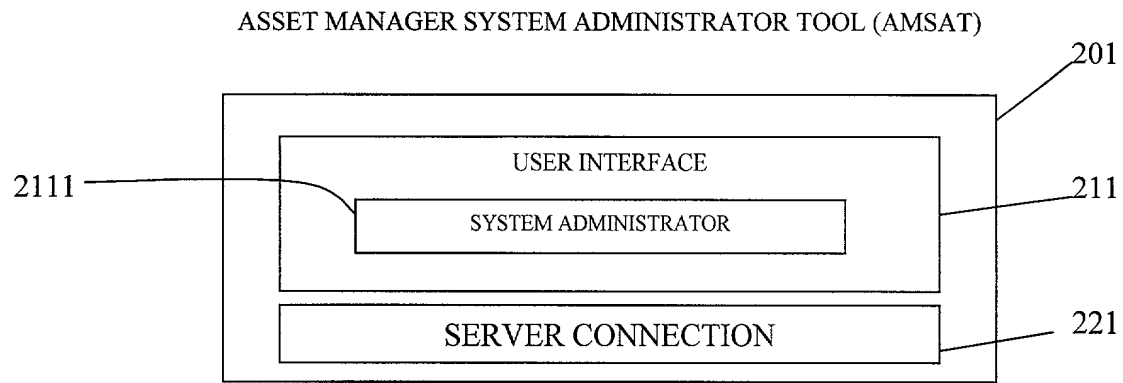 ASSET MANAGER SYSTEM ADMINISTRATOR TOOL (AMSAT)
201
USER INTERFACE
2111
SYSTEM ADMINISTRATOR
211
SERVER CONNECTION
221